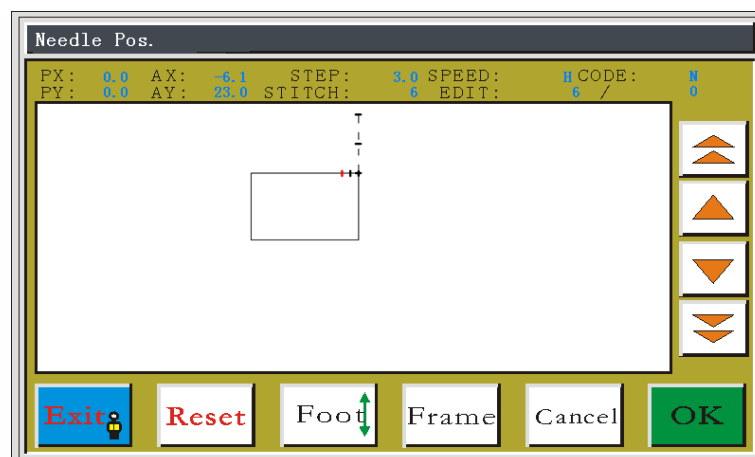 Needle Pos.
PX: 0.0 AX: -6.1 STEP: 3.0 SPEED: H CODE: N
PY: 0.0 AY: 23.0 STITCH: 6 EDIT: 6 / 0
Exit Reset Foot Frame Cancel OK